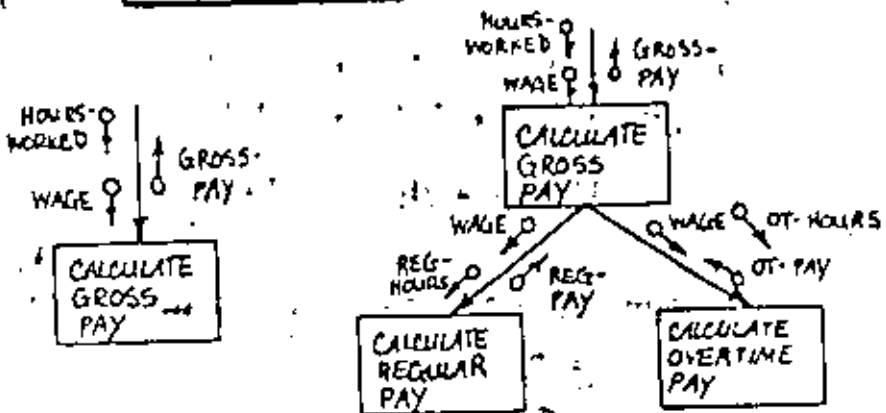 HOURS-
WORKED
GROSS-
PAY
WAGE
CALCULATE
GROSS
PAY
HOURS-
WORKED
GROSS-
PAY
WAGE
CALCULATE
GROSS
PAY
WAGE
REG-
HOURS
REG-
PAY
WAGE
OT-HOURS
OT-PAY
CALCULATE
REGULAR
PAY
CALCULATE
OVERTIME
PAY